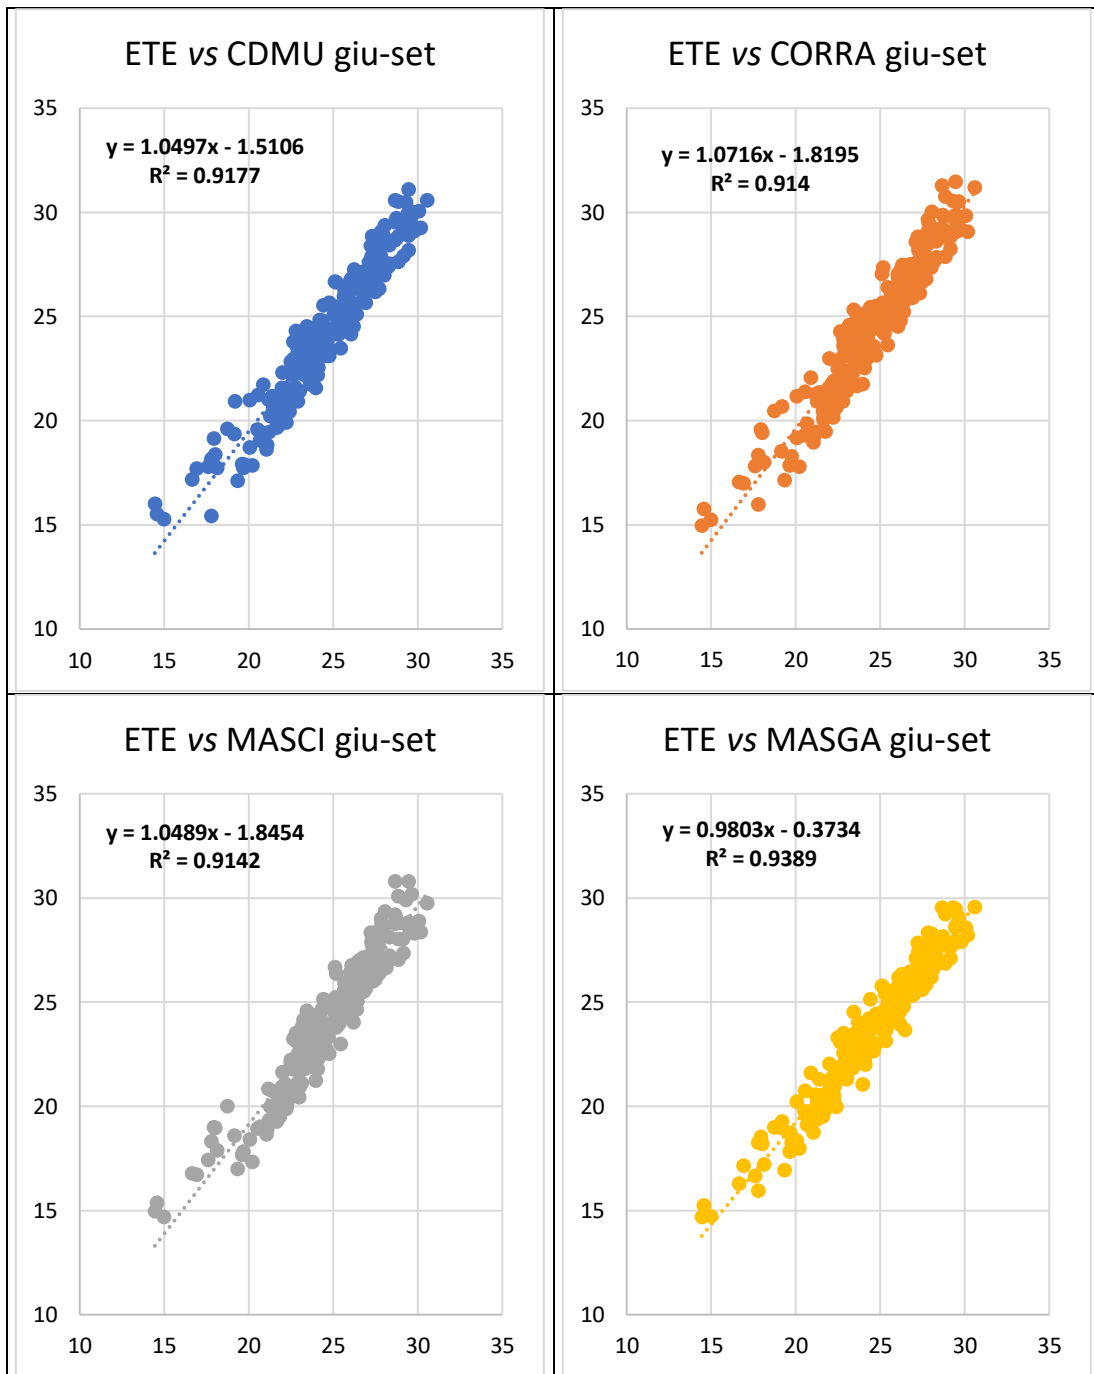 ETE vs CDMU giu-set
y = 1.0497x - 1.5106
R² = 0.9177
35
30
25
20
15
10
10 15 20 25 30 35
ETE vs CORRA giu-set
y = 1.0716x - 1.8195
R² = 0.914
35
30
25
20
15
10
10 15 20 25 30 35
ETE vs MASCI giu-set
y = 1.0489x - 1.8454
R² = 0.9142
35
30
25
20
15
10
10 15 20 25 30 35
ETE vs MASGA giu-set
y = 0.9803x - 0.3734
R² = 0.9389
35
30
25
20
15
10
10 15 20 25 30 35